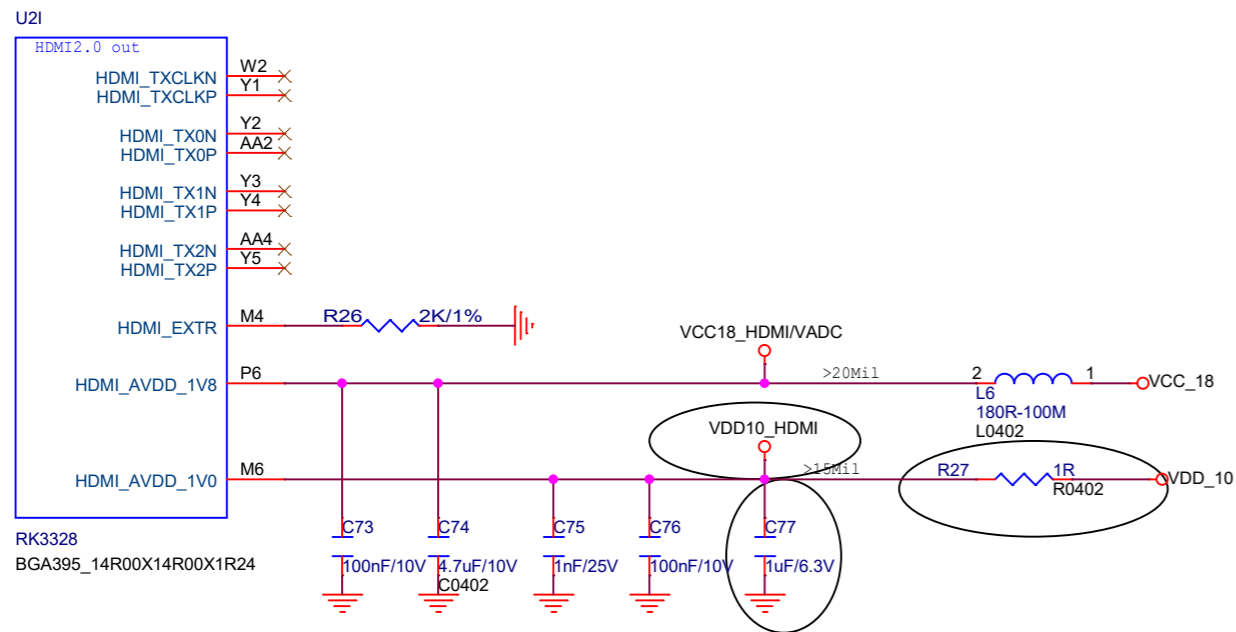 U2I
HDMI2.0 out
HDMI_TXCLKN W2
HDMI_TXCLKP Y1
HDMI_TX0N Y2
HDMI_TX0P AA2
HDMI_TX1N Y3
HDMI_TX1P Y4
HDMI_TX2N AA4
HDMI_TX2P Y5
HDMI_EXTR M4 R26 2K/1%
VCC18_HDMI/VADC
HDMI_AVDD_1V8 P6 >20Mil 2 1 VCC_18
L6
180R-100M
L0402
VDD10_HDMI
HDMI_AVDD_1V0 M6 >15Mil R27 1R VDD_10
R0402
C73 C74 C75 C76 C77
100nF/10V 4.7uF/10V 1nF/25V 100nF/10V 1uF/6.3V
C0402
RK3328
BGA395_14R00X14R00X1R24